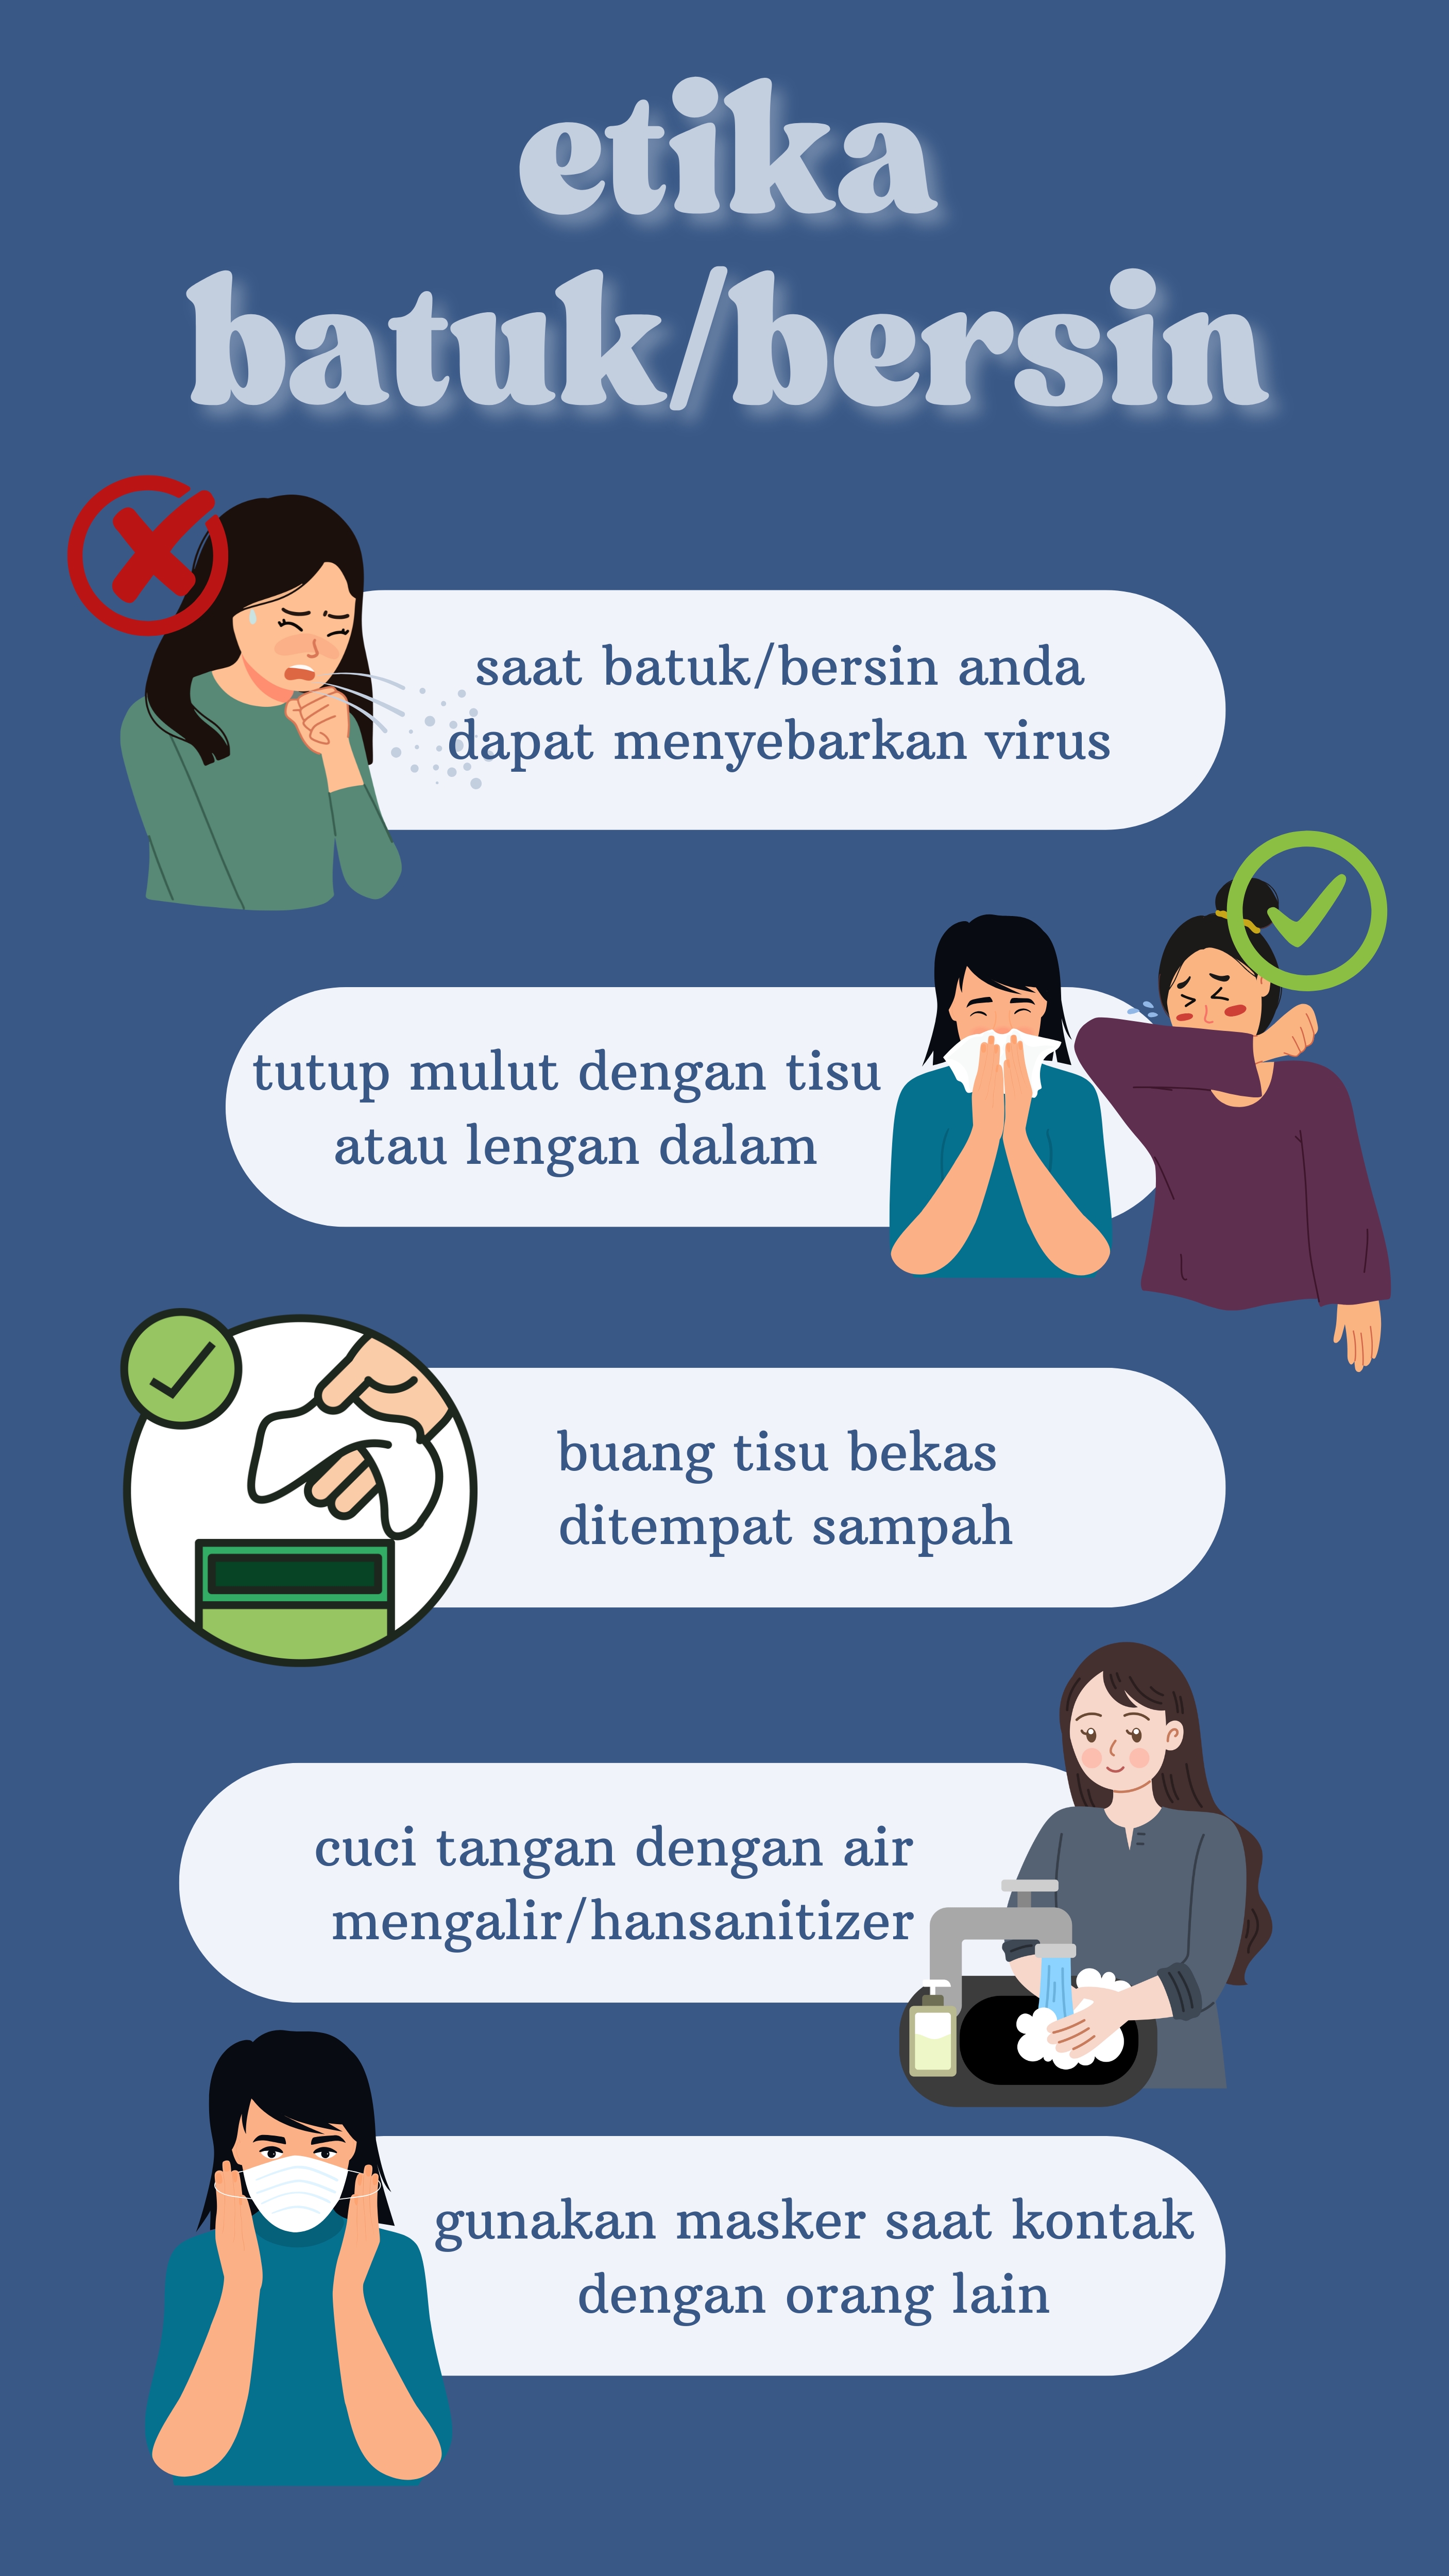 etika
batuk/bersin
saat batuk/bersin anda
dapat menyebarkan virus
tutup mulut dengan tisu
atau lengan dalam
buang tisu bekas
ditempat sampah
cuci tangan dengan air
mengalir/hansanitizer
gunakan masker saat kontak
dengan orang lain